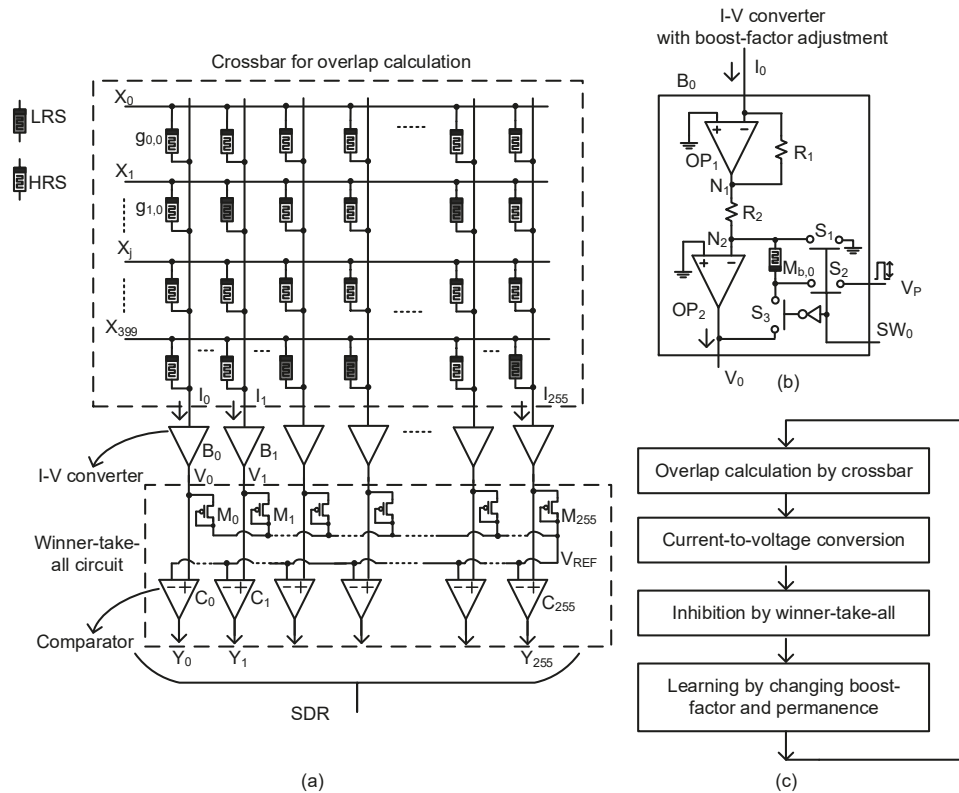 Crossbar for overlap calculation
LRS
HRS
X0
g0,0
X1
g1,0
Xj
X399
I0
I1
I255
I-V converter
B0
B1
V0
V1
M0
M1
M255
Winner-take-
all circuit
VREF
C0
C1
C255
Comparator
Y0
Y1
Y255
SDR
(a)
I-V converter
with boost-factor adjustment
I0
B0
OP1
R1
N1
R2
N2
S1
Mb,0
S2
VP
OP2
S3
SW0
V0
(b)
Overlap calculation by crossbar
Current-to-voltage conversion
Inhibition by winner-take-all
Learning by changing boost-
factor and permanence
(c)